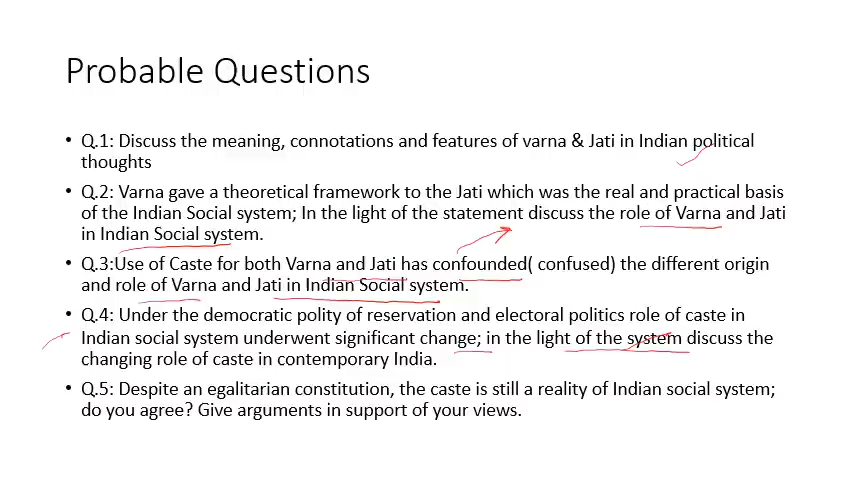 Probable Questions
• Q.1: Discuss the meaning, connotations and features of varna & Jati in Indian political
thoughts
• Q.2: Varna gave a theoretical framework to the Jati which was the real and practical basis
of the Indian Social system; In the light of the statement discuss the role of Varna and Jati
in Indian Social system.
• Q.3:Use of Caste for both Varna and Jati has confounded( confused) the different origin
and role of Varna and Jati in Indian Social system.
• Q.4: Under the democratic polity of reservation and electoral politics role of caste in
Indian social system underwent significant change; in the light of the system discuss the
changing role of caste in contemporary India.
• Q.5: Despite an egalitarian constitution, the caste is still a reality of Indian social system;
do you agree? Give arguments in support of your views.